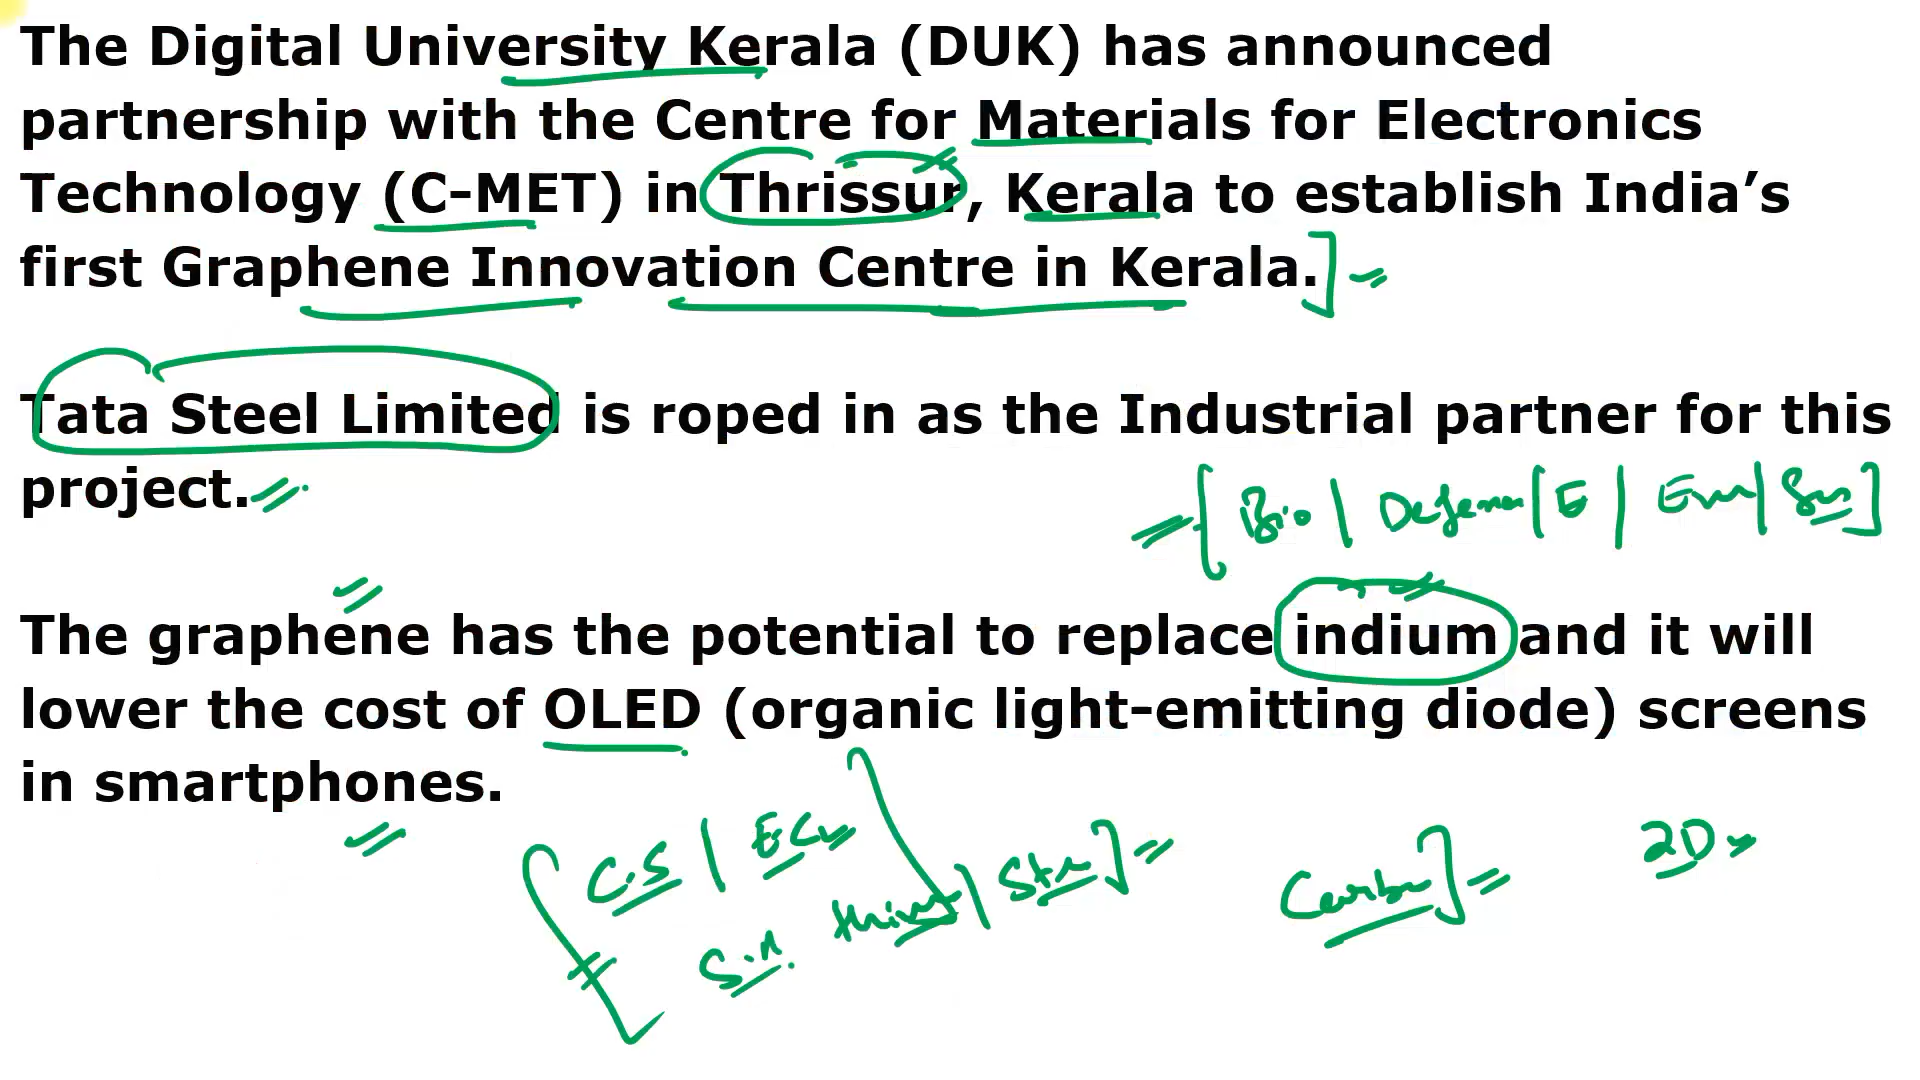 The Digital University Kerala (DUK) has announced
partnership with the Centre for Materials for Electronics
Technology (C-MET) in Thrissur, Kerala to establish India’s
first Graphene Innovation Centre in Kerala.]
Tata Steel Limited is roped in as the Industrial partner for this
project.
[Bio | | E | ]
The graphene has the potential to replace indium and it will
lower the cost of OLED (organic light-emitting diode) screens
in smartphones.
2D
C.S |